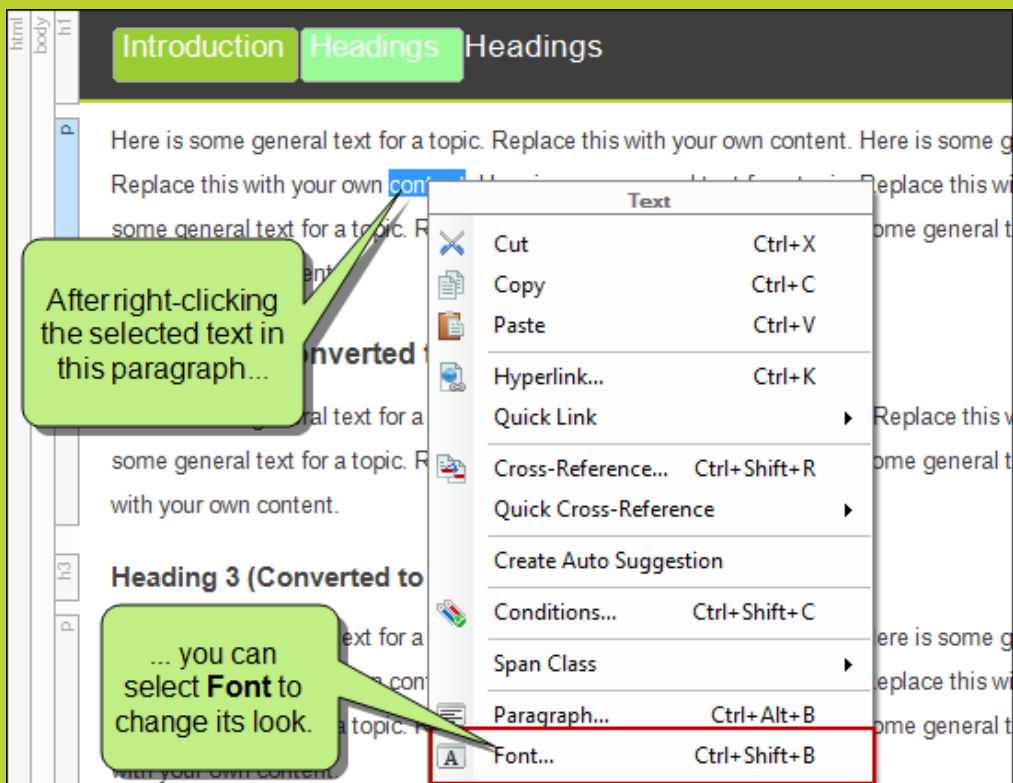 html
body
h1
Introduction Headings Headings
p
Here is some general text for a topic. Replace this with your own content. Here is some g
Replace this with your own Replace this wi
some general text for a topic. R ome general t
Text
Cut Ctrl+X
Copy Ctrl+C
Paste Ctrl+V
Hyperlink... Ctrl+K
Quick Link
Cross-Reference... Ctrl+Shift+R
Quick Cross-Reference
Create Auto Suggestion
Conditions... Ctrl+Shift+C
Span Class
Paragraph... Ctrl+Alt+B
Font... Ctrl+Shift+B
After right-clicking
the selected text in
this paragraph...
onverted
ral text for a Replace this w
some general text for a topic. R ome general t
with your own content.
h3
Heading 3 (Converted to
p
ext for a ere is some g
con eplace this wi
a topic. R ome general t
with your own content.
... you can
select Font to
change its look.